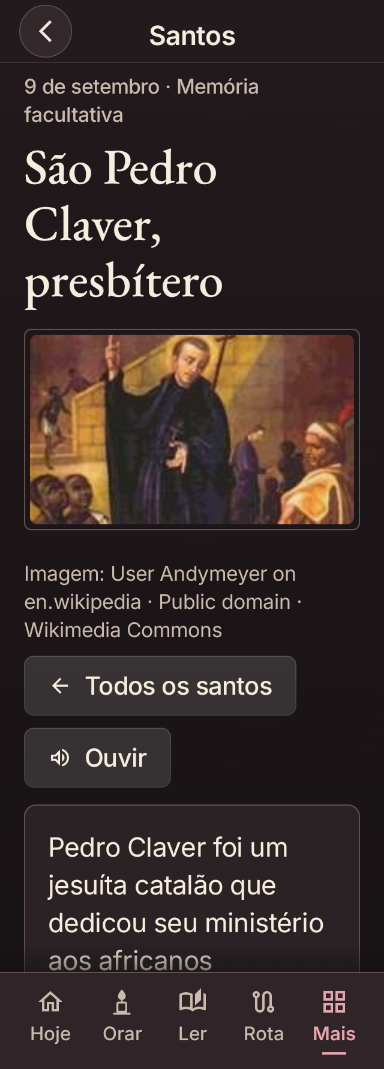 Santos
9 de setembro · Memória
facultativa
São Pedro
Claver,
presbítero
Imagem: User Andymeyer on
en.wikipedia · Public domain ·
Wikimedia Commons
← Todos os santos
Ouvir
Pedro Claver foi um
jesuíta catalão que
dedicou seu ministério
aos africanos
Hoje
Orar
Ler
Rota
Mais